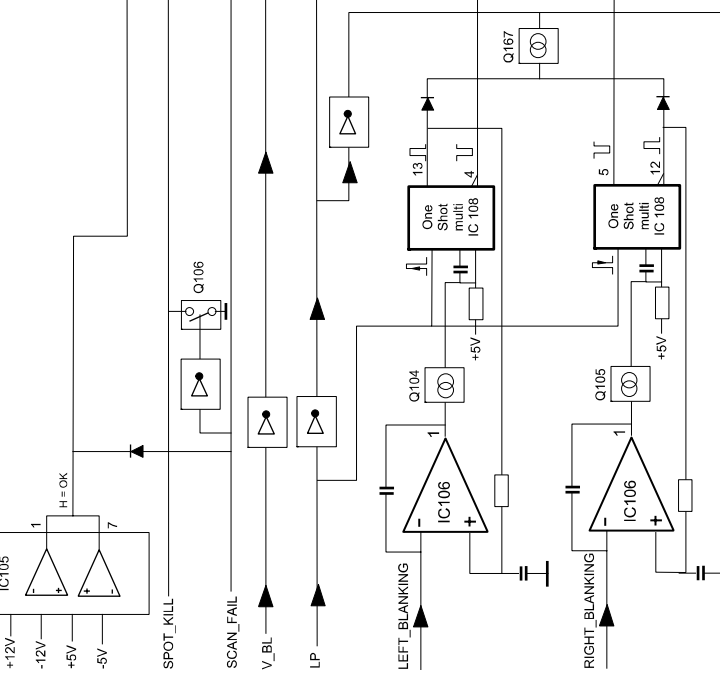 Q167
13
4
5
12
One
Shot
multi
IC 108
One
Shot
multi
IC 108
Q106
+5V
+5V
Q104
Q105
1
1
H = OK
1
7
IC106
- +
IC106
- +
IC105
- +
+ -
LEFT_BLANKING
RIGHT_BLANKING
+12V
-12V
+5V
-5V
SPOT_KILL
SCAN_FAIL
V_BL
LP